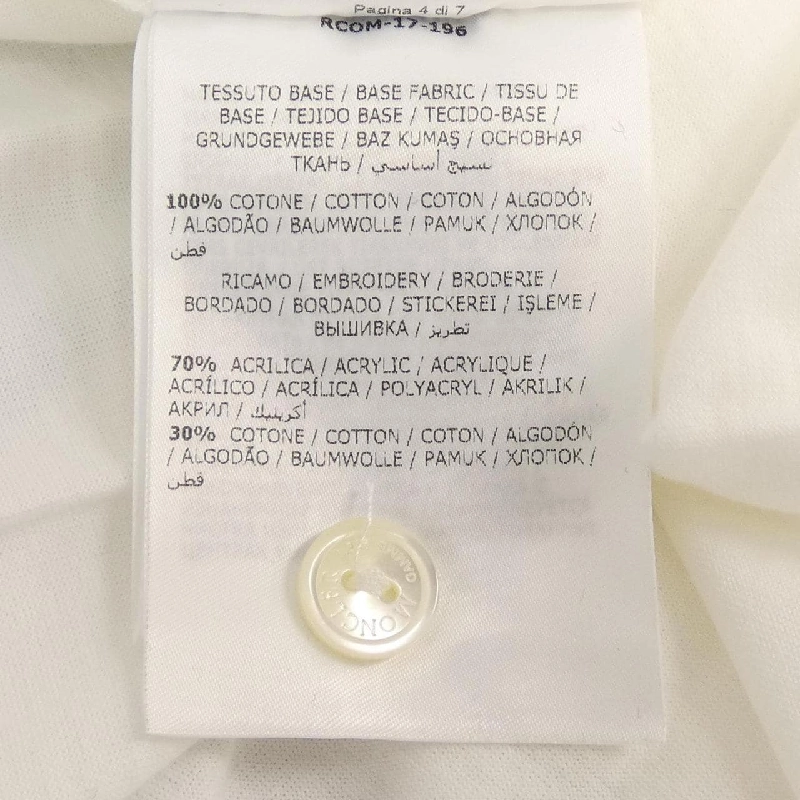 Pagina 4 di 7
RCOM-17-196
TESSUTO BASE / BASE FABRIC / TISSU DE
BASE / TEJIDO BASE / TECIDO-BASE /
GRUNDGEWEBE / BAZ KUMAŞ / ОСНОВНАЯ
ТКАНЬ / نسيج أساسي
100% COTONE / COTTON / COTON / ALGODÓN
/ ALGODÃO / BAUMWOLLE / PAMUK / ХЛОПОК /
قطن
RICAMO / EMBROIDERY / BRODERIE /
BORDADO / BORDADO / STICKEREI / IŞLEME /
ВЫШИВКА / تطريز
70% ACRILICA / ACRYLIC / ACRYLIQUE /
ACRÍLICO / ACRÍLICA / POLYACRYL / AKRILIK /
АКРИЛ / أكريليك
30% COTONE / COTTON / COTON / ALGODÓN
/ ALGODÃO / BAUMWOLLE / PAMUK / ХЛОПОК /
قطن
MONCLER